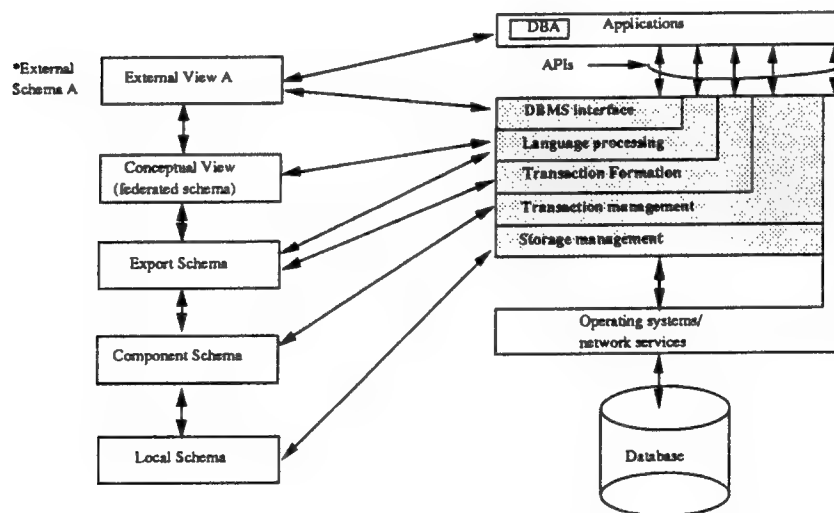 *External
Schema A
External View A
Conceptual View
(federated schema)
Export Schema
Component Schema
Local Schema
DBA
Applications
APIs
DBMS interface
Language processing
Transaction Formation
Transaction management
Storage management
Operating systems/
network services
Database